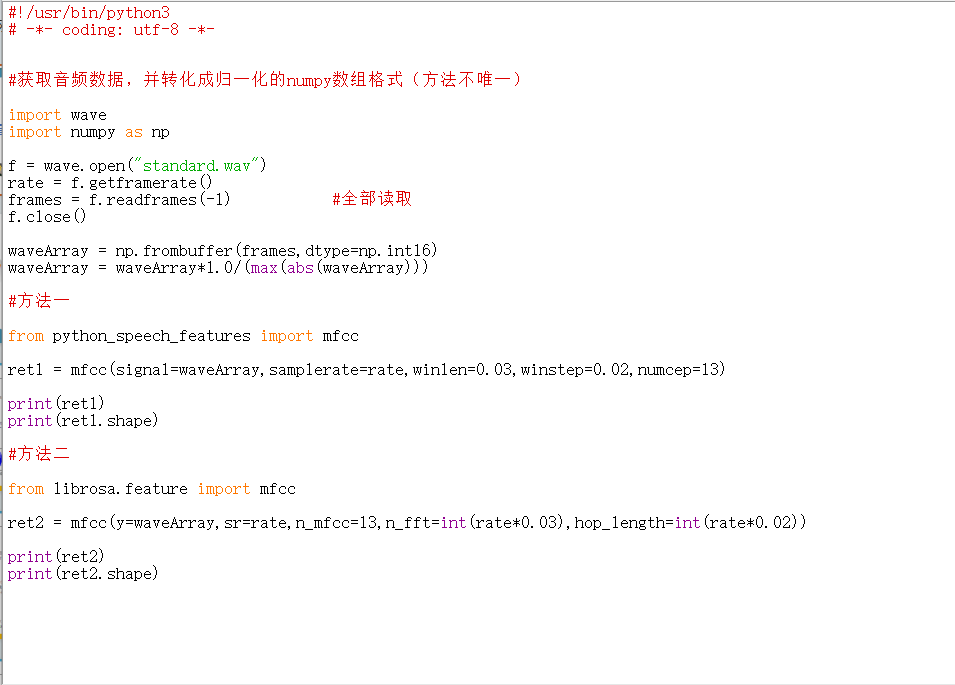 #!/usr/bin/python3
# -*- coding: utf-8 -*-
#获取音频数据，并转化成归一化的numpy数组格式（方法不唯一）
import wave
import numpy as np
f = wave.open("standard.wav")
rate = f.getframerate()
frames = f.readframes(-1)            #全部读取
f.close()
waveArray = np.frombuffer(frames,dtype=np.int16)
waveArray = waveArray*1.0/(max(abs(waveArray)))
#方法一
from python_speech_features import mfcc
ret1 = mfcc(signal=waveArray,samplerate=rate,winlen=0.03,winstep=0.02,numcep=13)
print(ret1)
print(ret1.shape)
#方法二
from librosa.feature import mfcc
ret2 = mfcc(y=waveArray,sr=rate,n_mfcc=13,n_fft=int(rate*0.03),hop_length=int(rate*0.02))
print(ret2)
print(ret2.shape)